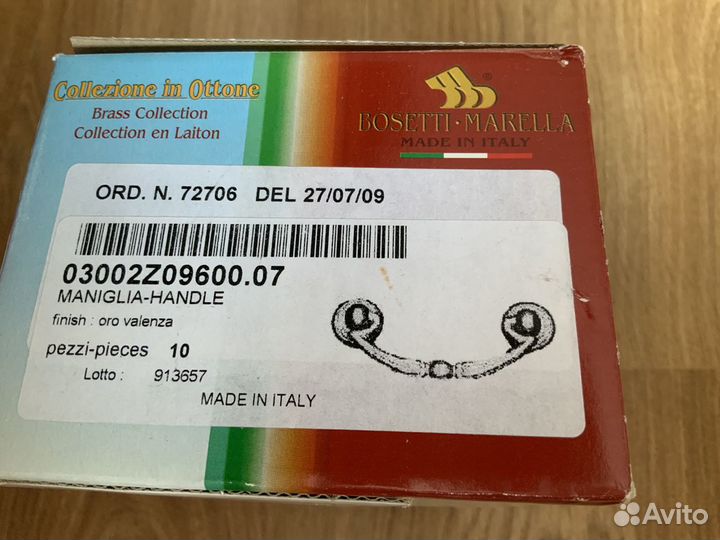 Collezione in Ottone
Brass Collection
Collection en Laiton
®
BOSETTI·MARELLA
MADE IN ITALY
ORD. N. 72706 DEL 27/07/09
03002Z09600.07
MANIGLIA-HANDLE
finish : oro valenza
pezzi-pieces 10
Lotto : 913657
MADE IN ITALY
Avito